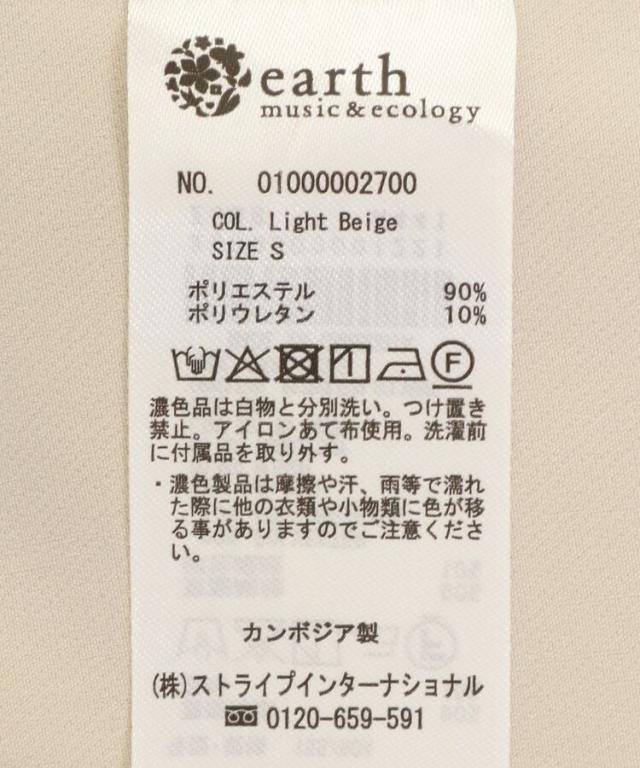 earth
music&ecology
NO. 01000002700
COL. Light Beige
SIZE S
ポリエステル 90%
ポリウレタン 10%
F
濃色品は白物と分別洗い。つけ置き
禁止。アイロンあて布使用。洗濯前
に付属品を取り外す。
・濃色製品は摩擦や汗、雨等で濡れ
た際に他の衣類や小物類に色が移
る事がありますのでご注意くださ
い。
カンボジア製
(株)ストライプインターナショナル
0120-659-591